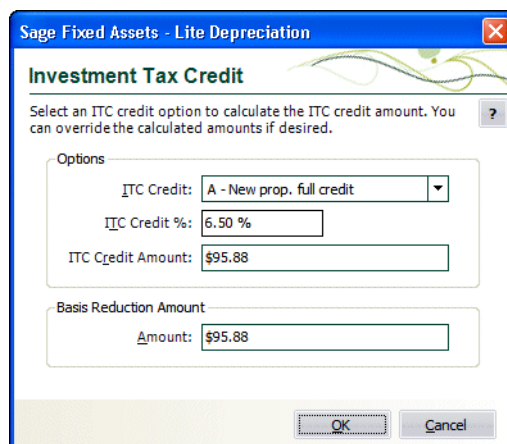 Sage Fixed Assets - Lite Depreciation
Investment Tax Credit
Select an ITC credit option to calculate the ITC credit amount. You
can override the calculated amounts if desired.
?
Options
ITC Credit: A - New prop. full credit
ITC Credit %: 6.50 %
ITC Credit Amount: $95.88
Basis Reduction Amount
Amount: $95.88
OK Cancel